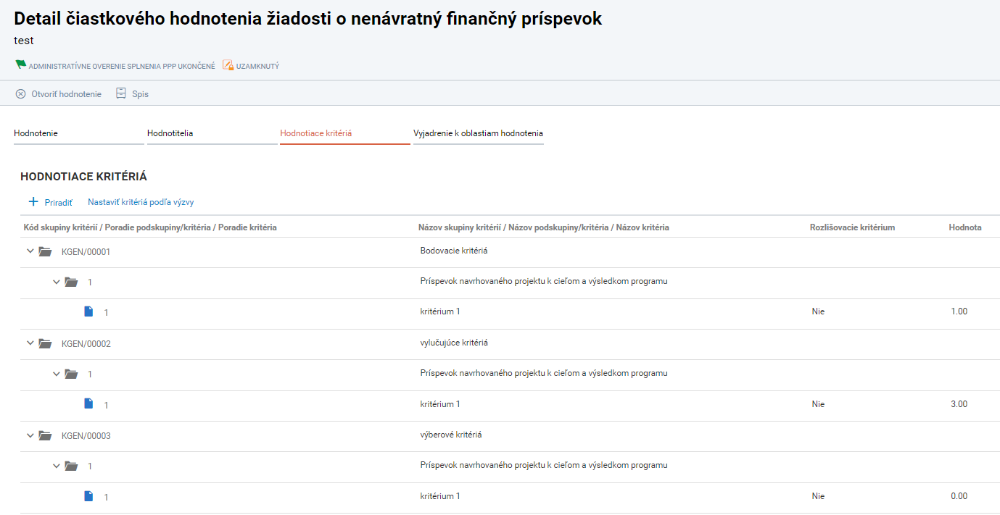 Detail čiastkového hodnotenia žiadosti o nenávratný finančný príspevok
test
ADMINISTRATÍVNE OVERENIE SPLNENIA PPP UKONČENÉ UZAMKNUTÝ
Otvoriť hodnotenie Spis
Hodnotenie Hodnotitelia Hodnotiace kritériá Vyjadrenie k oblastiam hodnotenia
HODNOTIACE KRITÉRIÁ
Priradiť Nastaviť kritériá podľa výzvy
Kód skupiny kritérií / Poradie podskupiny/kritéria / Poradie kritéria Názov skupiny kritérií / Názov podskupiny/kritéria / Názov kritéria Rozlišovacie kritérium Hodnota
KGEN/00001 Bodovacie kritériá
1 Príspevok navrhovaného projektu k cieľom a výsledkom programu
1 kritérium 1 Nie 1.00
KGEN/00002 vylučujúce kritériá
1 Príspevok navrhovaného projektu k cieľom a výsledkom programu
1 kritérium 1 Nie 3.00
KGEN/00003 výberové kritériá
1 Príspevok navrhovaného projektu k cieľom a výsledkom programu
1 kritérium 1 Nie 0.00